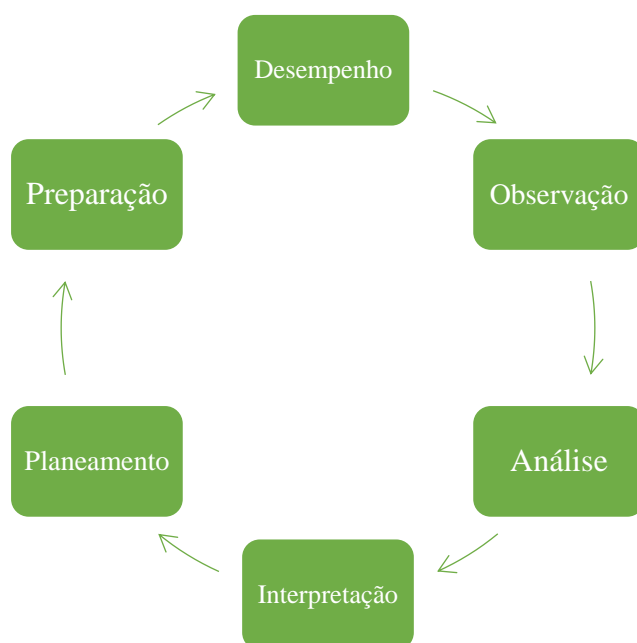 Desempenho
Observação
Análise
Interpretação
Planeamento
Preparação